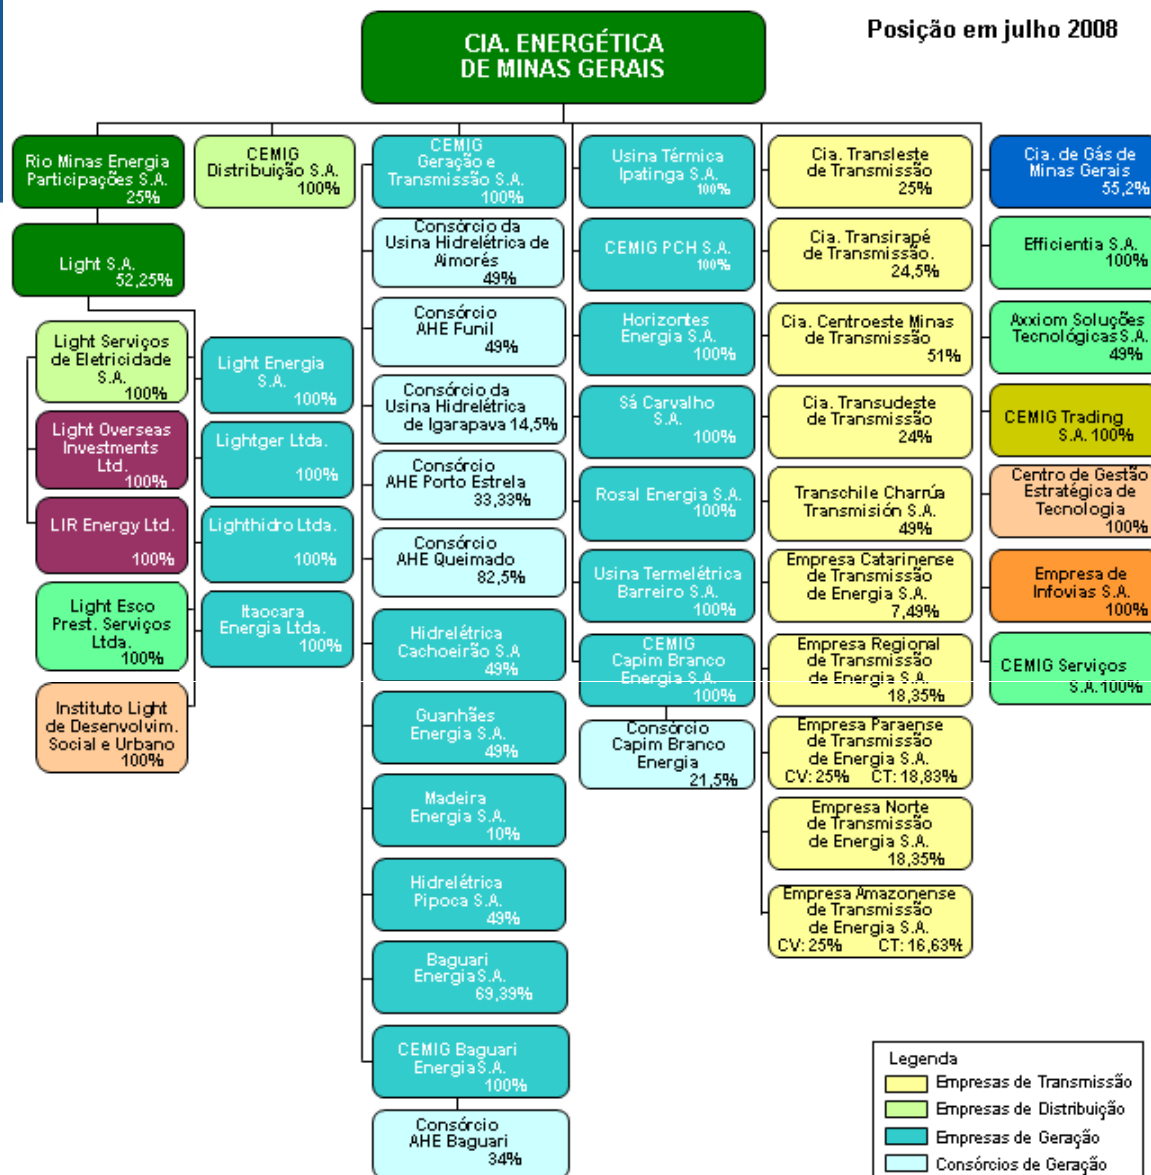 Posição em julho 2008
CIA. ENERGÉTICA
DE MINAS GERAIS
Rio Minas Energia
Participações S.A.
25%
Light S.A.
52,25%
Light Serviços
de Eletricidade
S.A.
100%
Light Overseas
Investments
Ltd.
100%
LIR Energy Ltd.
100%
Light Esco
Prest. Serviços
Ltda.
100%
Instituto Light
de Desenvolvim.
Social e Urbano
100%
CEMIG
Distribuição S.A.
100%
Light Energia
S.A.
100%
Lightger Ltda.
100%
Lighthidro Ltda.
100%
Itaocara
Energia Ltda.
100%
CEMIG
Geração e
Transmissão S.A.
100%
Consórcio da
Usina Hidrelétrica de
Aimorés
49%
Consórcio
AHE Funil
49%
Consórcio da
Usina Hidrelétrica
de Igarapava 14,5%
Consórcio
AHE Porto Estrela
33,33%
Consórcio
AHE Queimado
82,5%
Hidrelétrica
Cachoeirão S.A
49%
Guanhães
Energia S.A.
49%
Madeira
Energia S.A.
10%
Hidrelétrica
Pipoca S.A.
49%
Baguari
Energia S.A.
69,39%
CEMIG Baguari
Energia S.A.
100%
Consórcio
AHE Baguari
34%
Usina Térmica
Ipatinga S.A.
100%
CEMIG PCH S.A.
100%
Horizontes
Energia S.A.
100%
Sá Carvalho
S.A.
100%
Rosal Energia S.A.
100%
Usina Termelétrica
Barreiro S.A.
100%
CEMIG
Capim Branco
Energia S.A.
100%
Consórcio
Capim Branco
Energia
21,5%
Cia. Transleste
de Transmissão
25%
Cia. Transirapé
de Transmissão.
24,5%
Cia. Centroeste Minas
de Transmissão
51%
Cia. Transudeste
de Transmissão
24%
Transchile Charrúa
Transmisión S.A.
49%
Empresa Catarinense
de Transmissão
de Energia S.A.
7,49%
Empresa Regional
de Transmissão
de Energia S.A.
18,35%
Empresa Paraense
de Transmissão
de Energia S.A.
CV: 25% CT: 18,83%
Empresa Norte
de Transmissão
de Energia S.A.
18,35%
Empresa Amazonense
de Transmissão
de Energia S.A.
CV: 25% CT: 16,63%
Cia. de Gás de
Minas Gerais
55,2%
Efficientia S.A.
100%
Axxiom Soluções
Tecnológicas S.A.
49%
CEMIG Trading
S.A. 100%
Centro de Gestão
Estratégica de
Tecnologia
100%
Empresa de
Infovias S.A.
100%
CEMIG Serviços
S.A. 100%
Legenda
Empresas de Transmissão
Empresas de Distribuição
Empresas de Geração
Consórcios de Geração